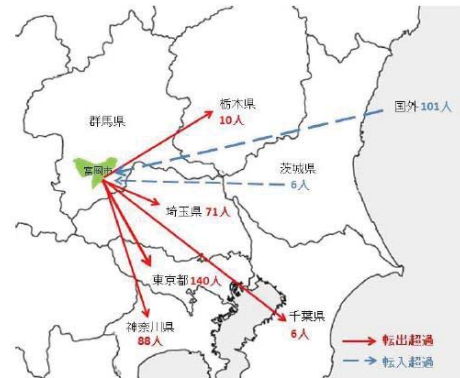 栃木県
10人
国外 101人
群馬県
茨城県
富岡市
6人
埼玉県 71人
東京都 140人
神奈川県
88人
千葉県
6人
転出超過
転入超過